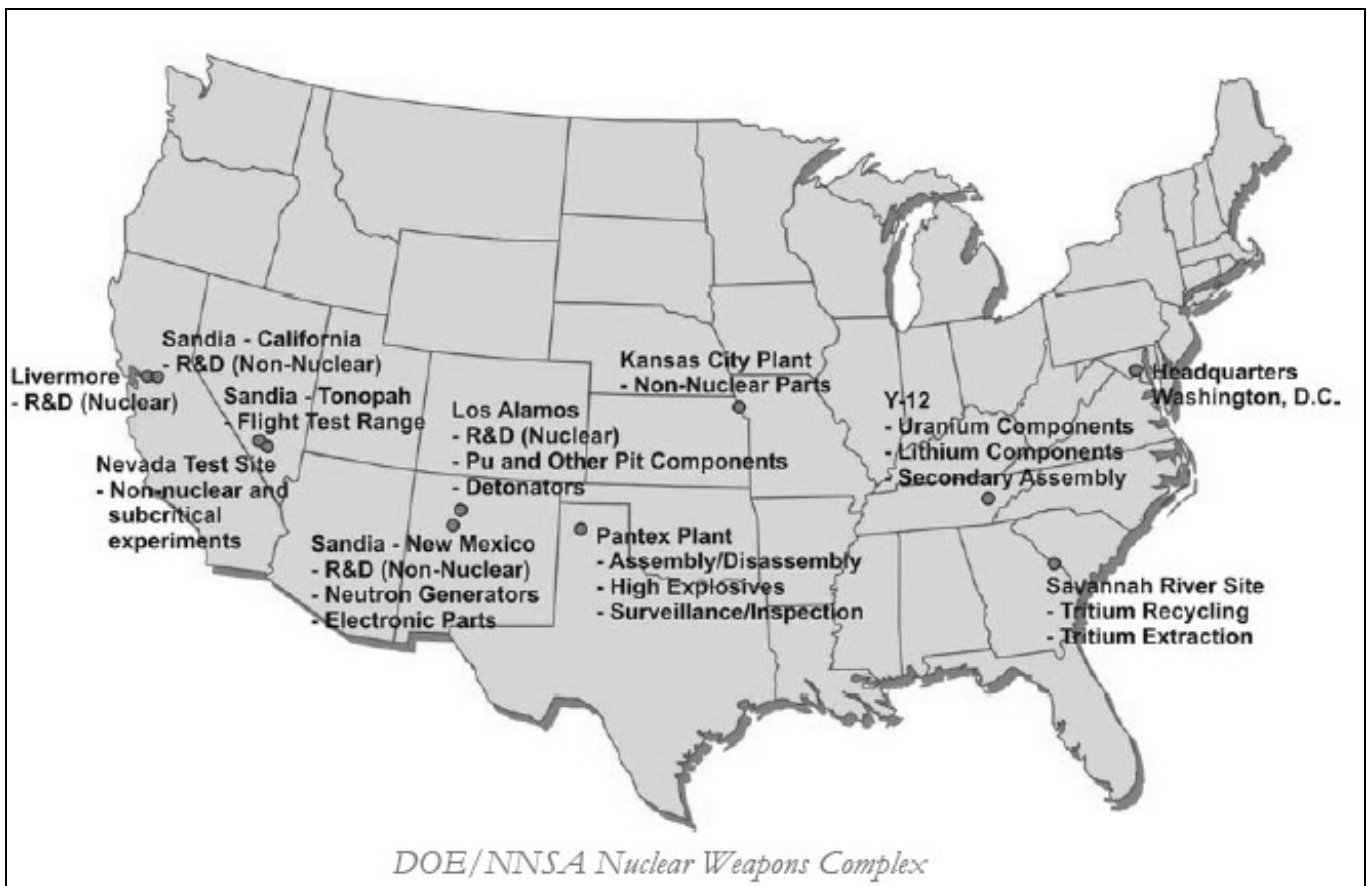 Sandia - California
- R&D (Non-Nuclear)
Livermore
- R&D (Nuclear)
Sandia - Tonopah
- Flight Test Range
Nevada Test Site
- Non-nuclear and
subcritical
experiments
Los Alamos
- R&D (Nuclear)
- Pu and Other Pit Components
- Detonators
Sandia - New Mexico
- R&D (Non-Nuclear)
- Neutron Generators
- Electronic Parts
Kansas City Plant
- Non-Nuclear Parts
Pantex Plant
- Assembly/Disassembly
- High Explosives
- Surveillance/Inspection
Y-12
- Uranium Components
- Lithium Components
- Secondary Assembly
Headquarters
Washington, D.C.
Savannah River Site
- Tritium Recycling
- Tritium Extraction
DOE/NNSA Nuclear Weapons Complex